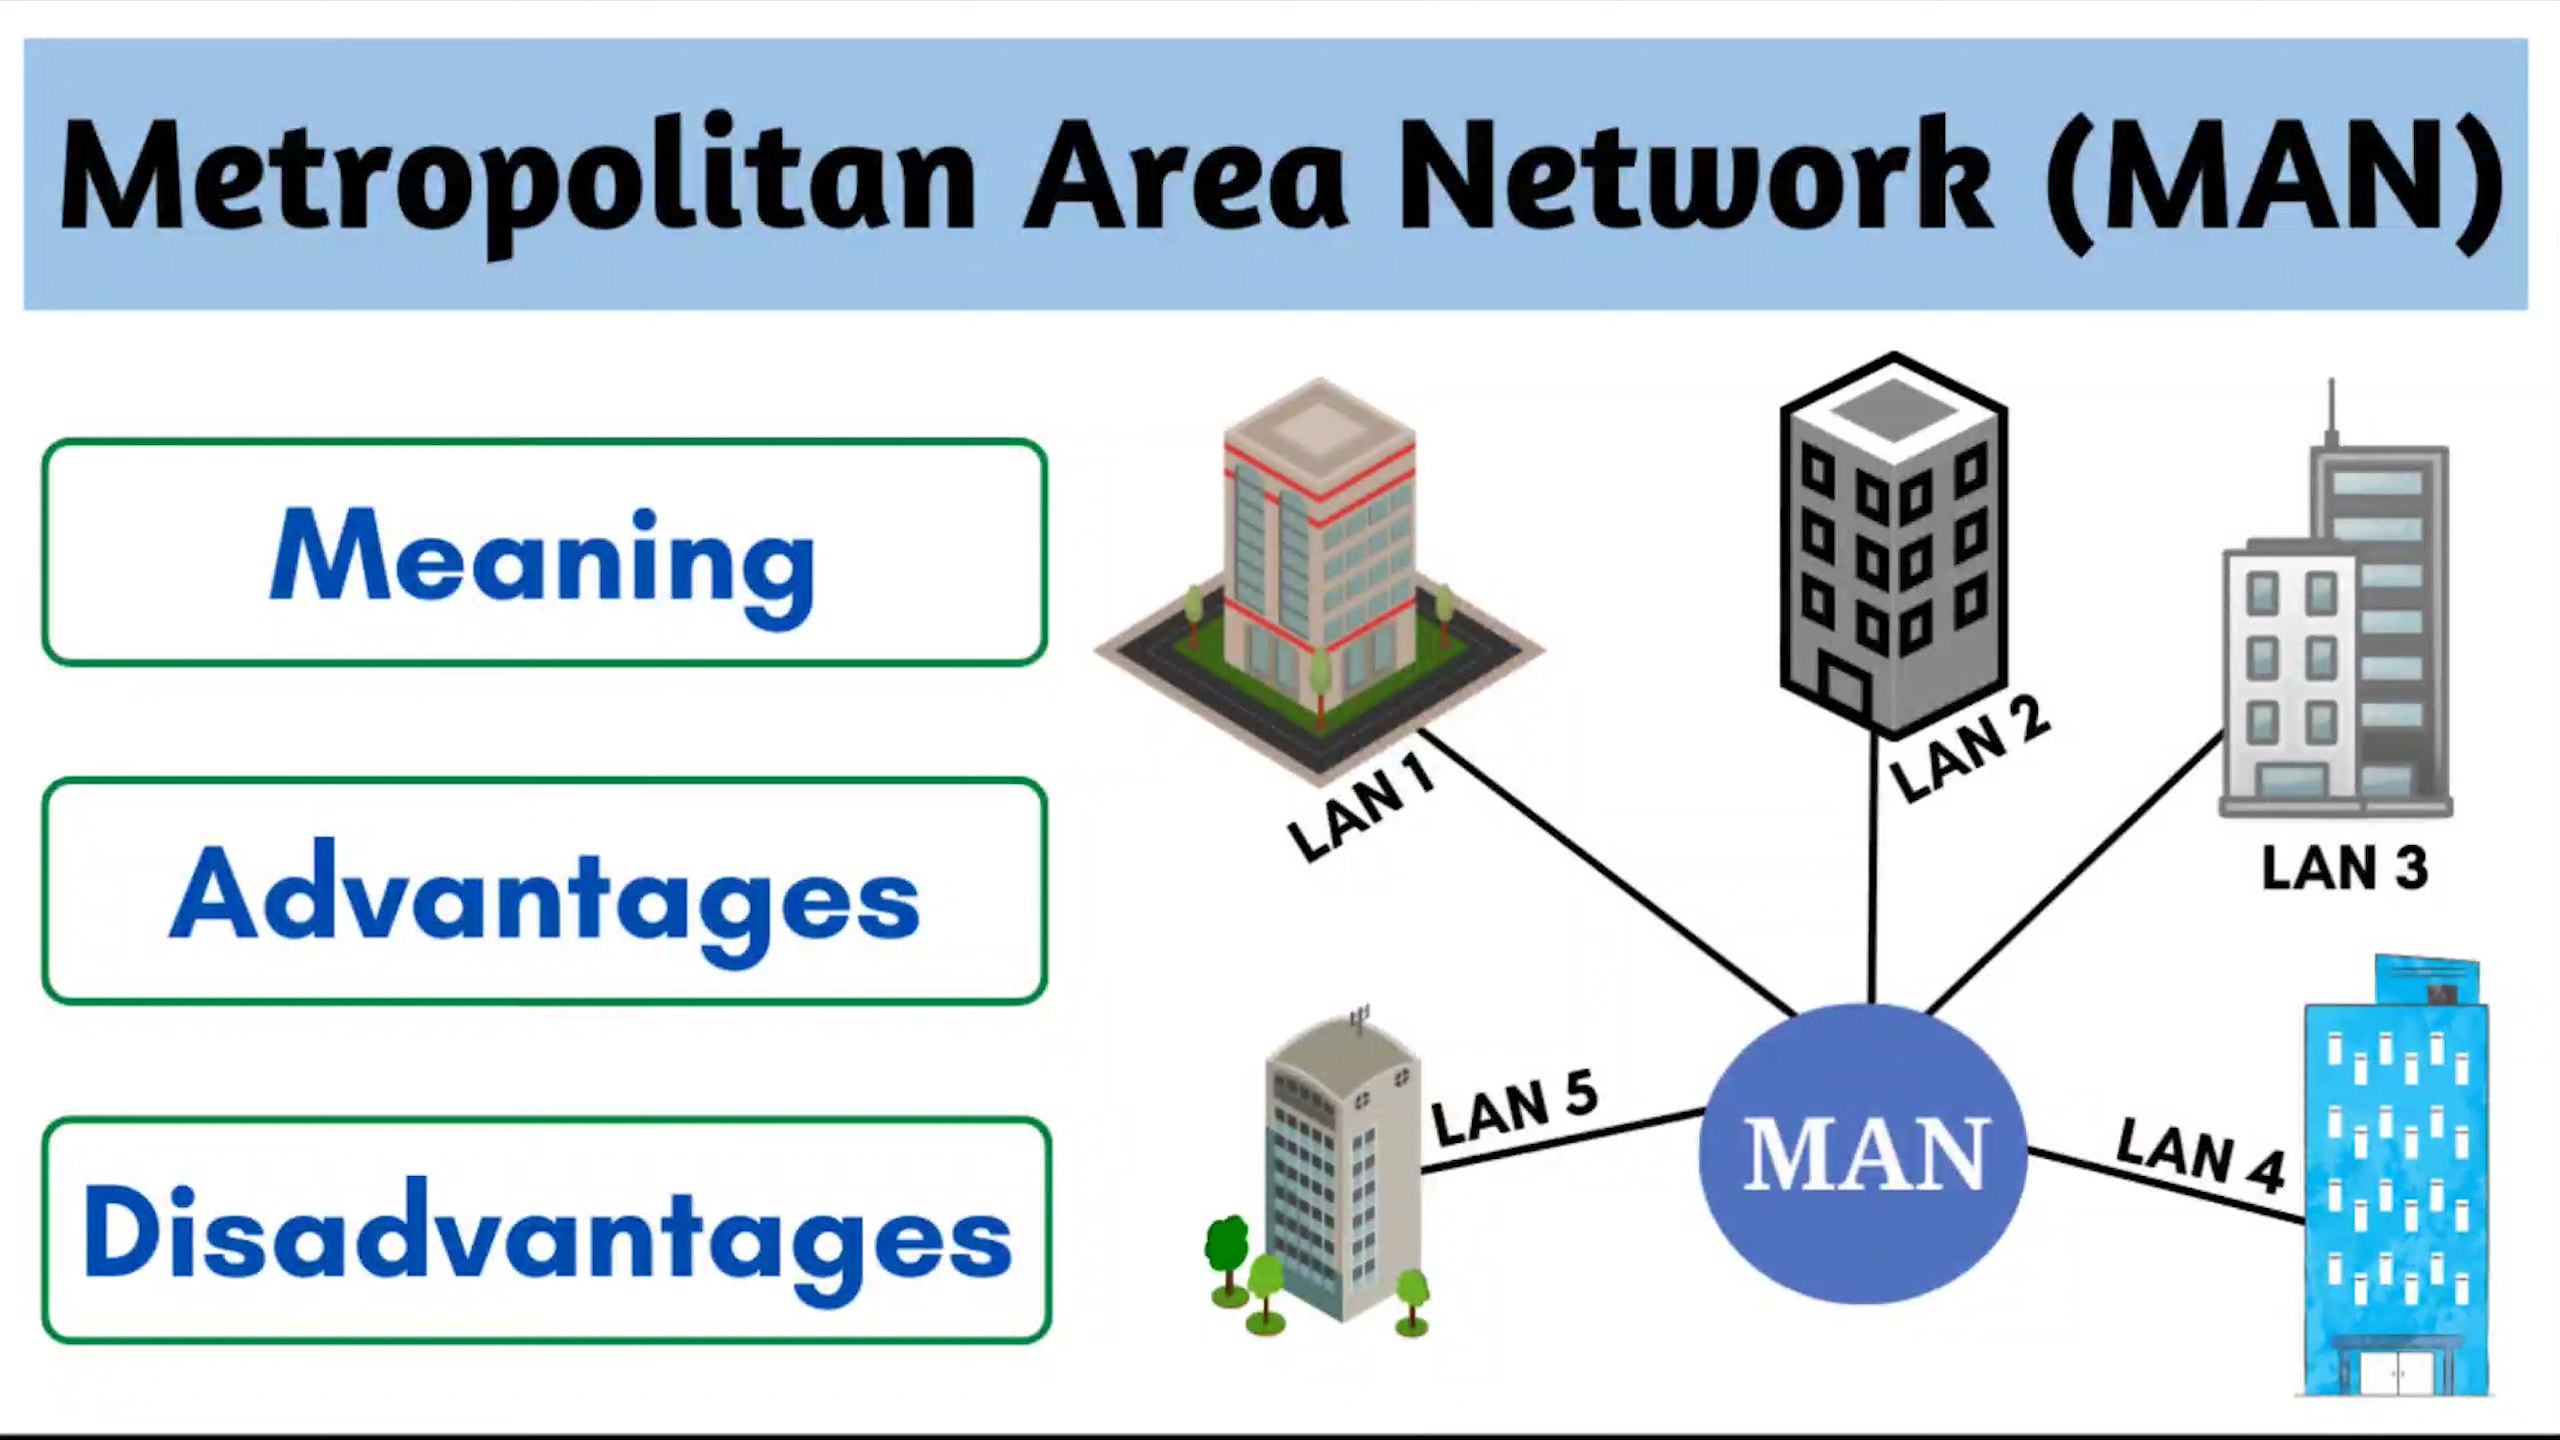 Metropolitan Area Network (MAN)
Meaning
Advantages
Disadvantages
LAN 1
LAN 2
LAN 3
LAN 5
MAN
LAN 4